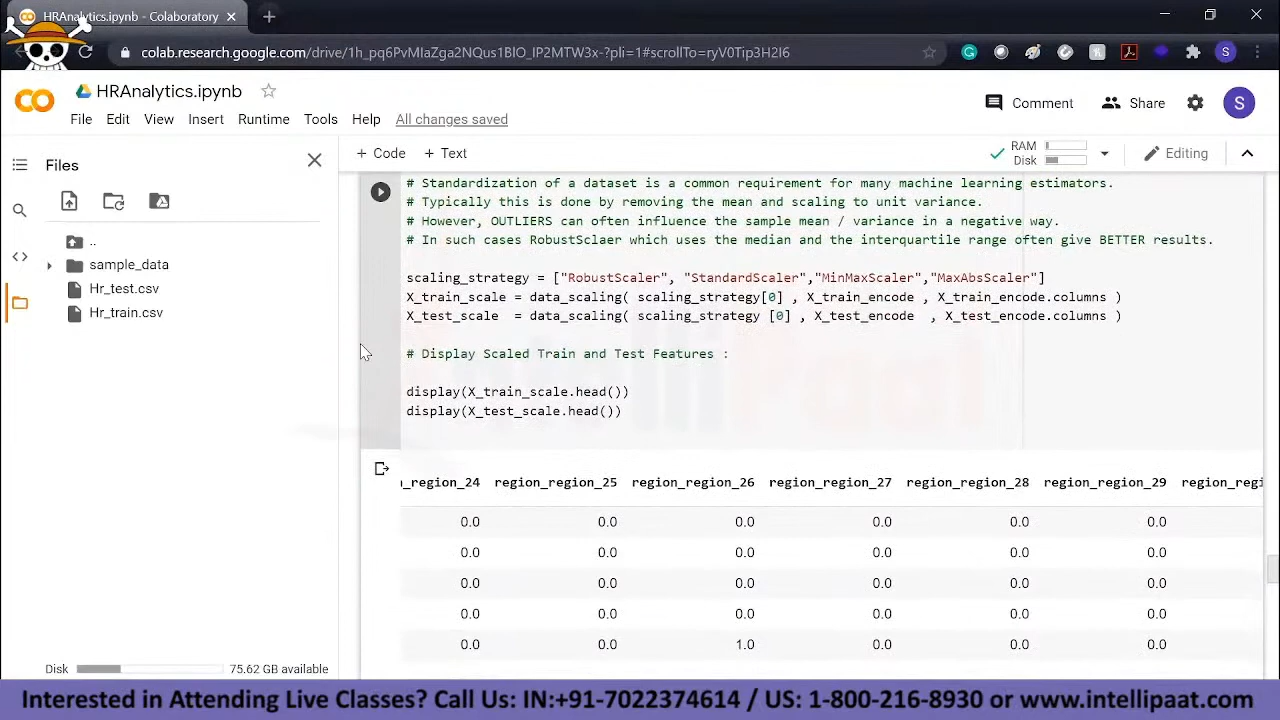 HRAnalytics.ipynb - Colaboratory
colab.research.google.com/drive/1h_pq6PvMIaZga2NQus1BIO_IP2MTW3x-?pli=1#scrollTo=ryV0Tip3H2I6
S
HRAnalytics.ipynb
Comment
Share
S
File Edit View Insert Runtime Tools Help All changes saved
Files
+ Code + Text
RAM
Disk
Editing
..
sample_data
Hr_test.csv
Hr_train.csv
# Standardization of a dataset is a common requirement for many machine learning estimators.
# Typically this is done by removing the mean and scaling to unit variance.
# However, OUTLIERS can often influence the sample mean / variance in a negative way.
# In such cases RobustSclaer which uses the median and the interquartile range often give BETTER results.
scaling_strategy = ["RobustScaler", "StandardScaler","MinMaxScaler","MaxAbsScaler"]
X_train_scale = data_scaling( scaling_strategy[0] , X_train_encode , X_train_encode.columns )
X_test_scale  = data_scaling( scaling_strategy [0] , X_test_encode  , X_test_encode.columns )
# Display Scaled Train and Test Features :
display(X_train_scale.head())
display(X_test_scale.head())
_region_24 region_region_25 region_region_26 region_region_27 region_region_28 region_region_29 region_regi
0.0 0.0 0.0 0.0 0.0 0.0
0.0 0.0 0.0 0.0 0.0 0.0
0.0 0.0 0.0 0.0 0.0 0.0
0.0 0.0 0.0 0.0 0.0 0.0
0.0 0.0 1.0 0.0 0.0 0.0
Disk 75.62 GB available
Interested in Attending Live Classes? Call Us: IN:+91-7022374614 / US: 1-800-216-8930 or www.intellipaat.com